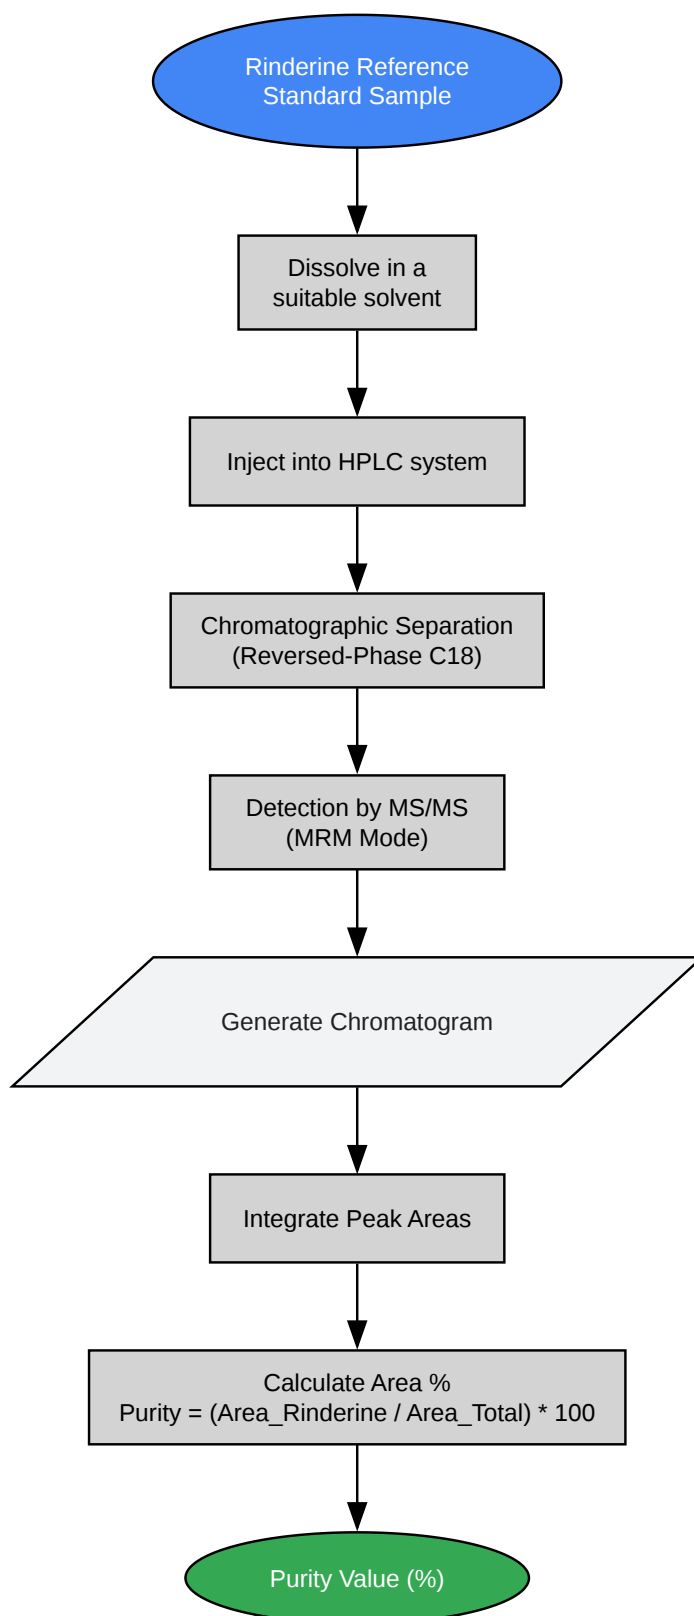 Rinderine Reference
Standard Sample
Dissolve in a
suitable solvent
Inject into HPLC system
Chromatographic Separation
(Reversed-Phase C18)
Detection by MS/MS
(MRM Mode)
Generate Chromatogram
Integrate Peak Areas
Calculate Area %
Purity = (Area_Rinderine / Area_Total) * 100
Purity Value (%)